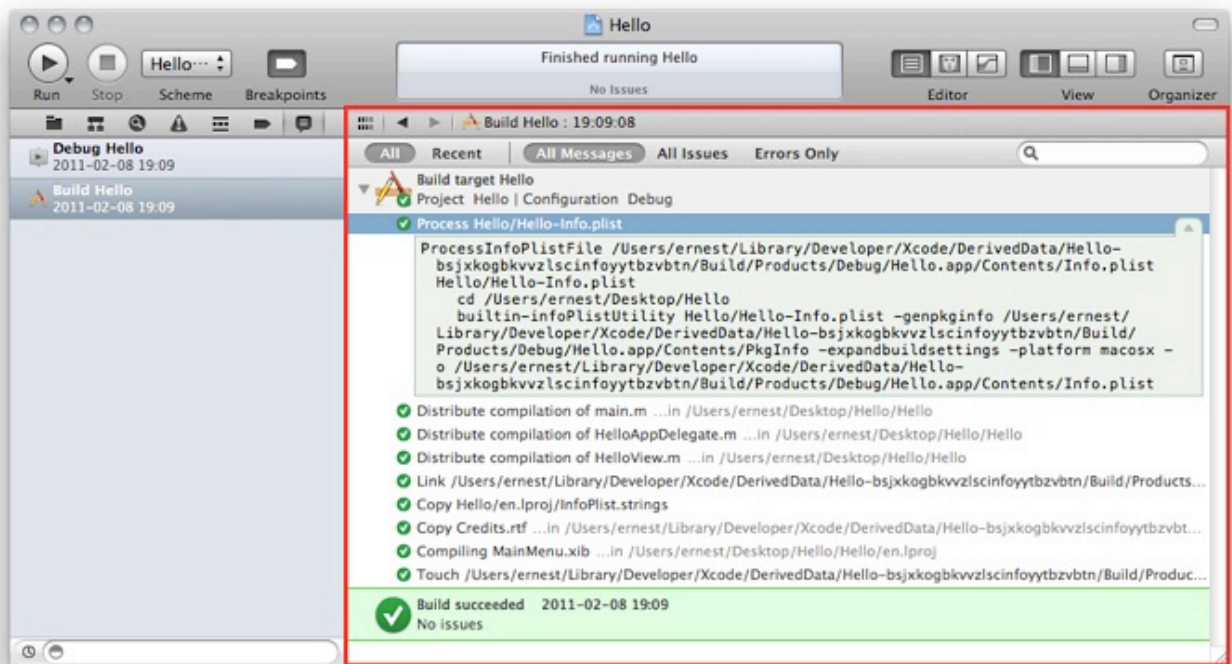 Hello
Hello··· 
Run Stop Scheme Breakpoints
Finished running Hello
No Issues
Editor View Organizer
Debug Hello
2011-02-08 19:09
Build Hello
2011-02-08 19:09
Build Hello : 19:09:08
All Recent All Messages All Issues Errors Only
Build target Hello
Project Hello | Configuration Debug
Process Hello/Hello-Info.plist
ProcessInfoPlistFile /Users/ernest/Library/Developer/Xcode/DerivedData/Hello-
bsjxkogbkvvzlscinfoyytbzvbtn/Build/Products/Debug/Hello.app/Contents/Info.plist
Hello/Hello-Info.plist
cd /Users/ernest/Desktop/Hello
builtin-infoPlistUtility Hello/Hello-Info.plist -genpkginfo /Users/ernest/
Library/Developer/Xcode/DerivedData/Hello-bsjxkogbkvvzlscinfoyytbzvbtn/Build/
Products/Debug/Hello.app/Contents/PkgInfo -expandbuildsettings -platform macosx -
o /Users/ernest/Library/Developer/Xcode/DerivedData/Hello-
bsjxkogbkvvzlscinfoyytbzvbtn/Build/Products/Debug/Hello.app/Contents/Info.plist
Distribute compilation of main.m ...in /Users/ernest/Desktop/Hello/Hello
Distribute compilation of HelloAppDelegate.m ...in /Users/ernest/Desktop/Hello/Hello
Distribute compilation of HelloView.m ...in /Users/ernest/Desktop/Hello/Hello
Link /Users/ernest/Library/Developer/Xcode/DerivedData/Hello-bsjxkogbkvvzlscinfoyytbzvbtn/Build/Products...
Copy Hello/en.lproj/InfoPlist.strings
Copy Credits.rtf ...in /Users/ernest/Library/Developer/Xcode/DerivedData/Hello-bsjxkogbkvvzlscinfoyytbzvbt...
Compiling MainMenu.xib ...in /Users/ernest/Desktop/Hello/Hello/en.lproj
Touch /Users/ernest/Library/Developer/Xcode/DerivedData/Hello-bsjxkogbkvvzlscinfoyytbzvbtn/Build/Produc...
Build succeeded 2011-02-08 19:09
No issues